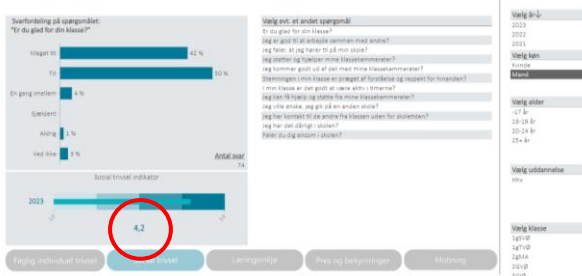 Svarfordeling på spørgsmålet:
"Er du glad for din klasse?"
Meget tit
42 %
Tit
50 %
En gang imellem
4 %
Sjældent
Aldrig
1 %
Ved ikke
3 %
Antal svar
74
Social trivsel indikator
2023
4,2
Faglig individuel trivsel
trivsel
Læringsmiljø
Pres og bekymringer
Mobning
Vælg evt. et andet spørgsmål
Er du glad for din klasse?
Jeg er god til at arbejde sammen med andre?
Jeg føler, at jeg hører til på min skole?
Jeg støtter og hjælper mine klassekammerater?
Jeg kommer godt ud af det med mine klassekammerater?
Stemningen i min klasse er præget af forståelse og respekt for hinanden?
I min klasse er det godt at være aktiv i timerne?
Jeg kan få hjælp og støtte fra mine klassekammerater?
Jeg ville ønske, jeg gik på en anden skole?
Jeg har kontakt til de andre fra klassen uden for skoletiden?
Jeg har det dårligt i skolen?
Føler du dig ensom i skolen?
Vælg år
2023
2022
2021
Vælg køn
Kvinde
Mand
Vælg alder
-17 år
18-19 år
20-24 år
25+ år
Vælg uddannelse
Hhx
Vælg klasse
1gSVØ
1gTVØ
2gMA
2SVØ